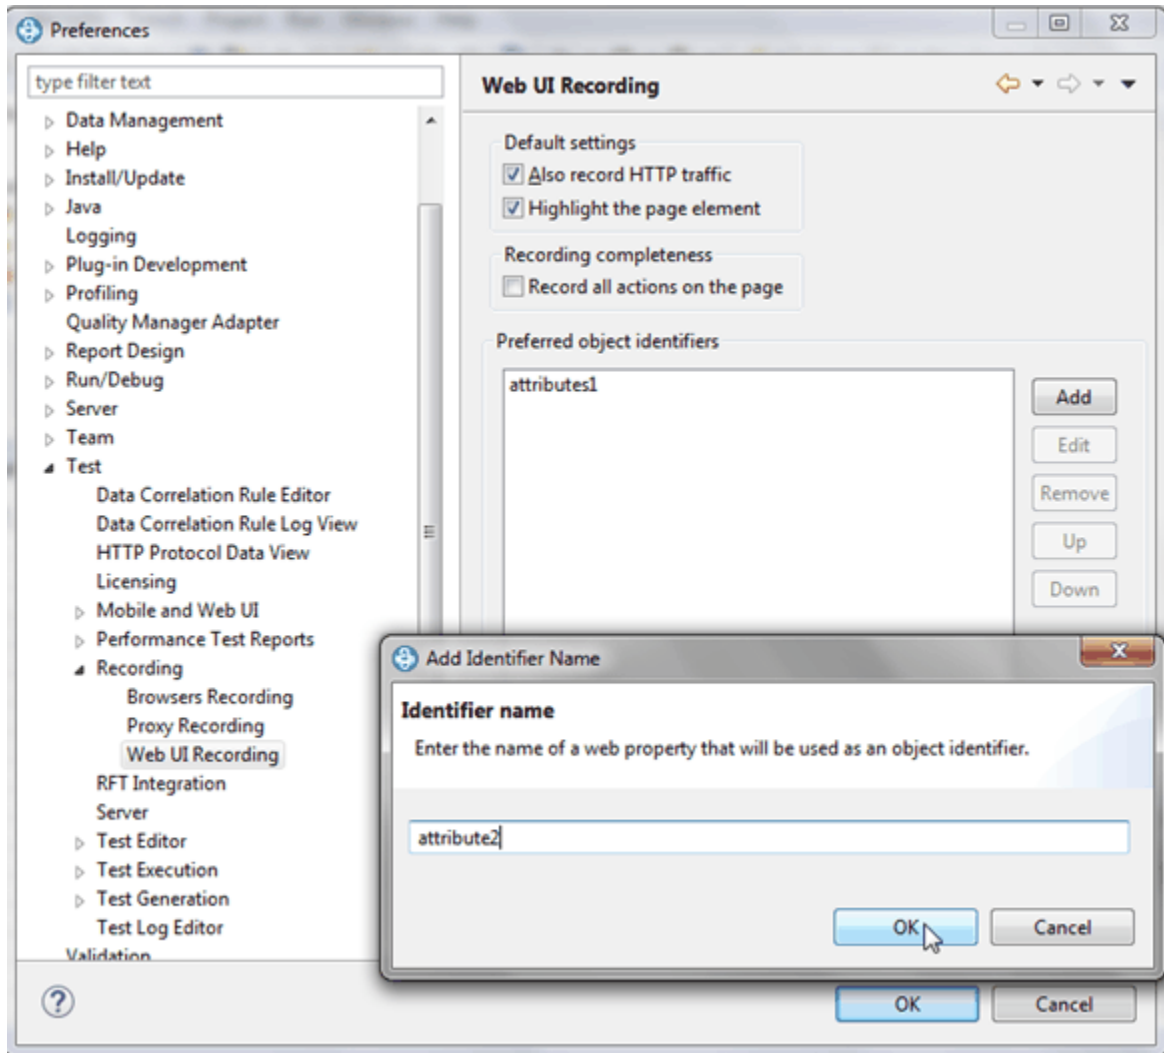 Preferences
type filter text
Data Management
Help
Install/Update
Java
Logging
Plug-in Development
Profiling
Quality Manager Adapter
Report Design
Run/Debug
Server
Team
Test
Data Correlation Rule Editor
Data Correlation Rule Log View
HTTP Protocol Data View
Licensing
Mobile and Web UI
Performance Test Reports
Recording
Browsers Recording
Proxy Recording
Web UI Recording
RFT Integration
Server
Test Editor
Test Execution
Test Generation
Test Log Editor
Validation
Web UI Recording
Default settings
Also record HTTP traffic
Highlight the page element
Recording completeness
Record all actions on the page
Preferred object identifiers
attributes1
Add
Edit
Remove
Up
Down
Add Identifier Name
Identifier name
Enter the name of a web property that will be used as an object identifier.
attribute2
OK
Cancel
?
OK
Cancel